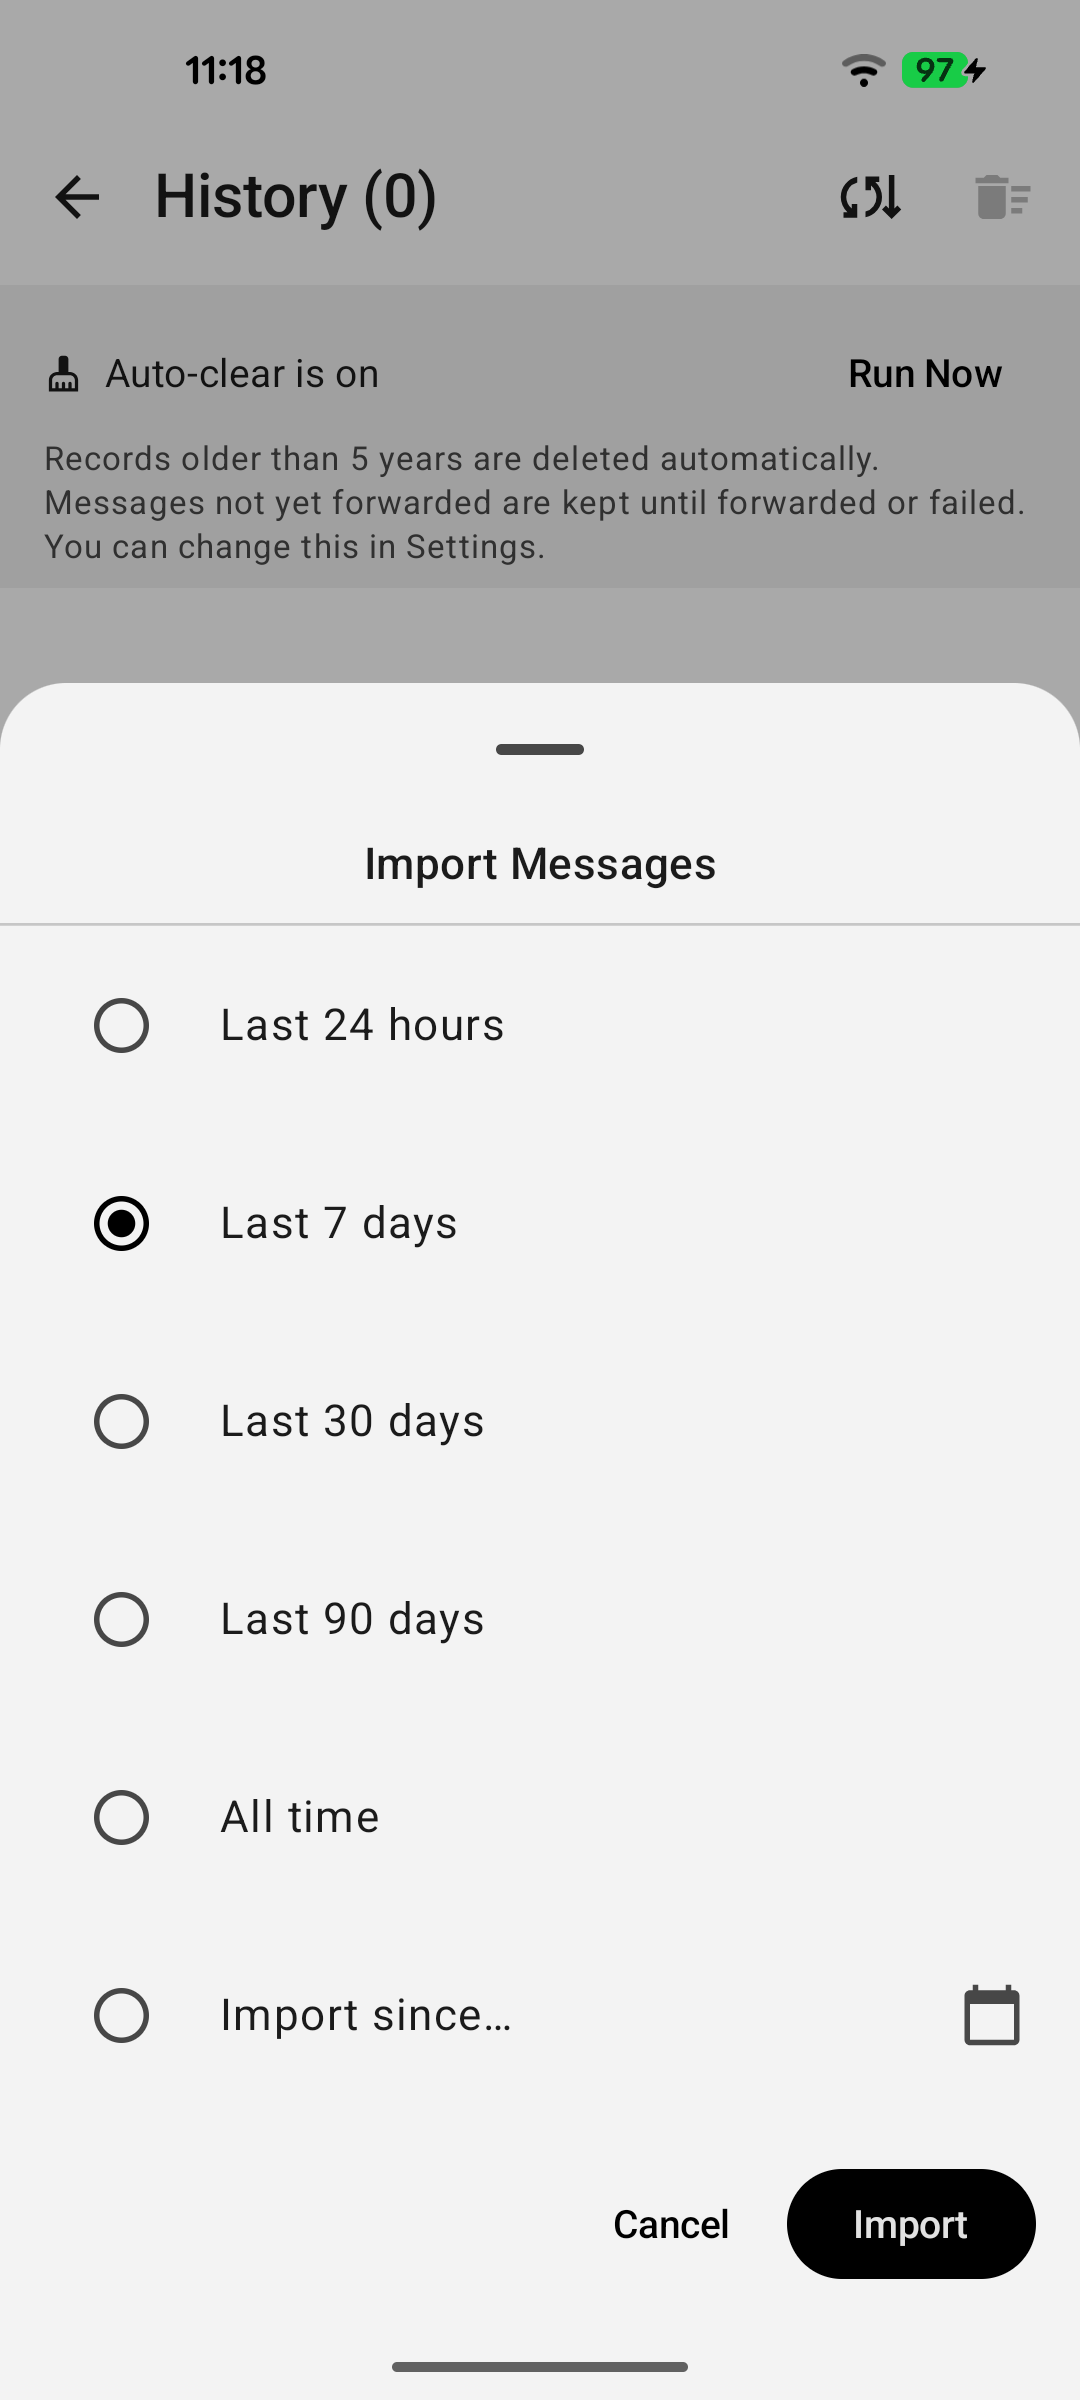 11:18
97
History (0)
Auto-clear is on
Run Now
Records older than 5 years are deleted automatically.
Messages not yet forwarded are kept until forwarded or failed.
You can change this in Settings.
Import Messages
Last 24 hours
Last 7 days
Last 30 days
Last 90 days
All time
Import since…
Cancel
Import